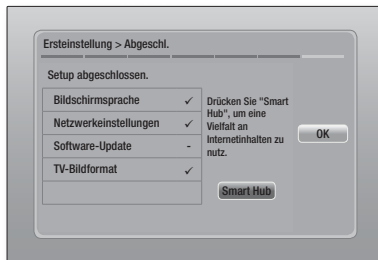 Ersteinstellung > Abgeschl.
Setup abgeschlossen.
Bildschirmsprache ✓
Netzwerkeinstellungen ✓
Software-Update -
TV-Bildformat ✓
Drücken Sie "Smart
Hub", um eine
Vielfalt an
Internetinhalten zu
nutz.
Smart Hub
OK